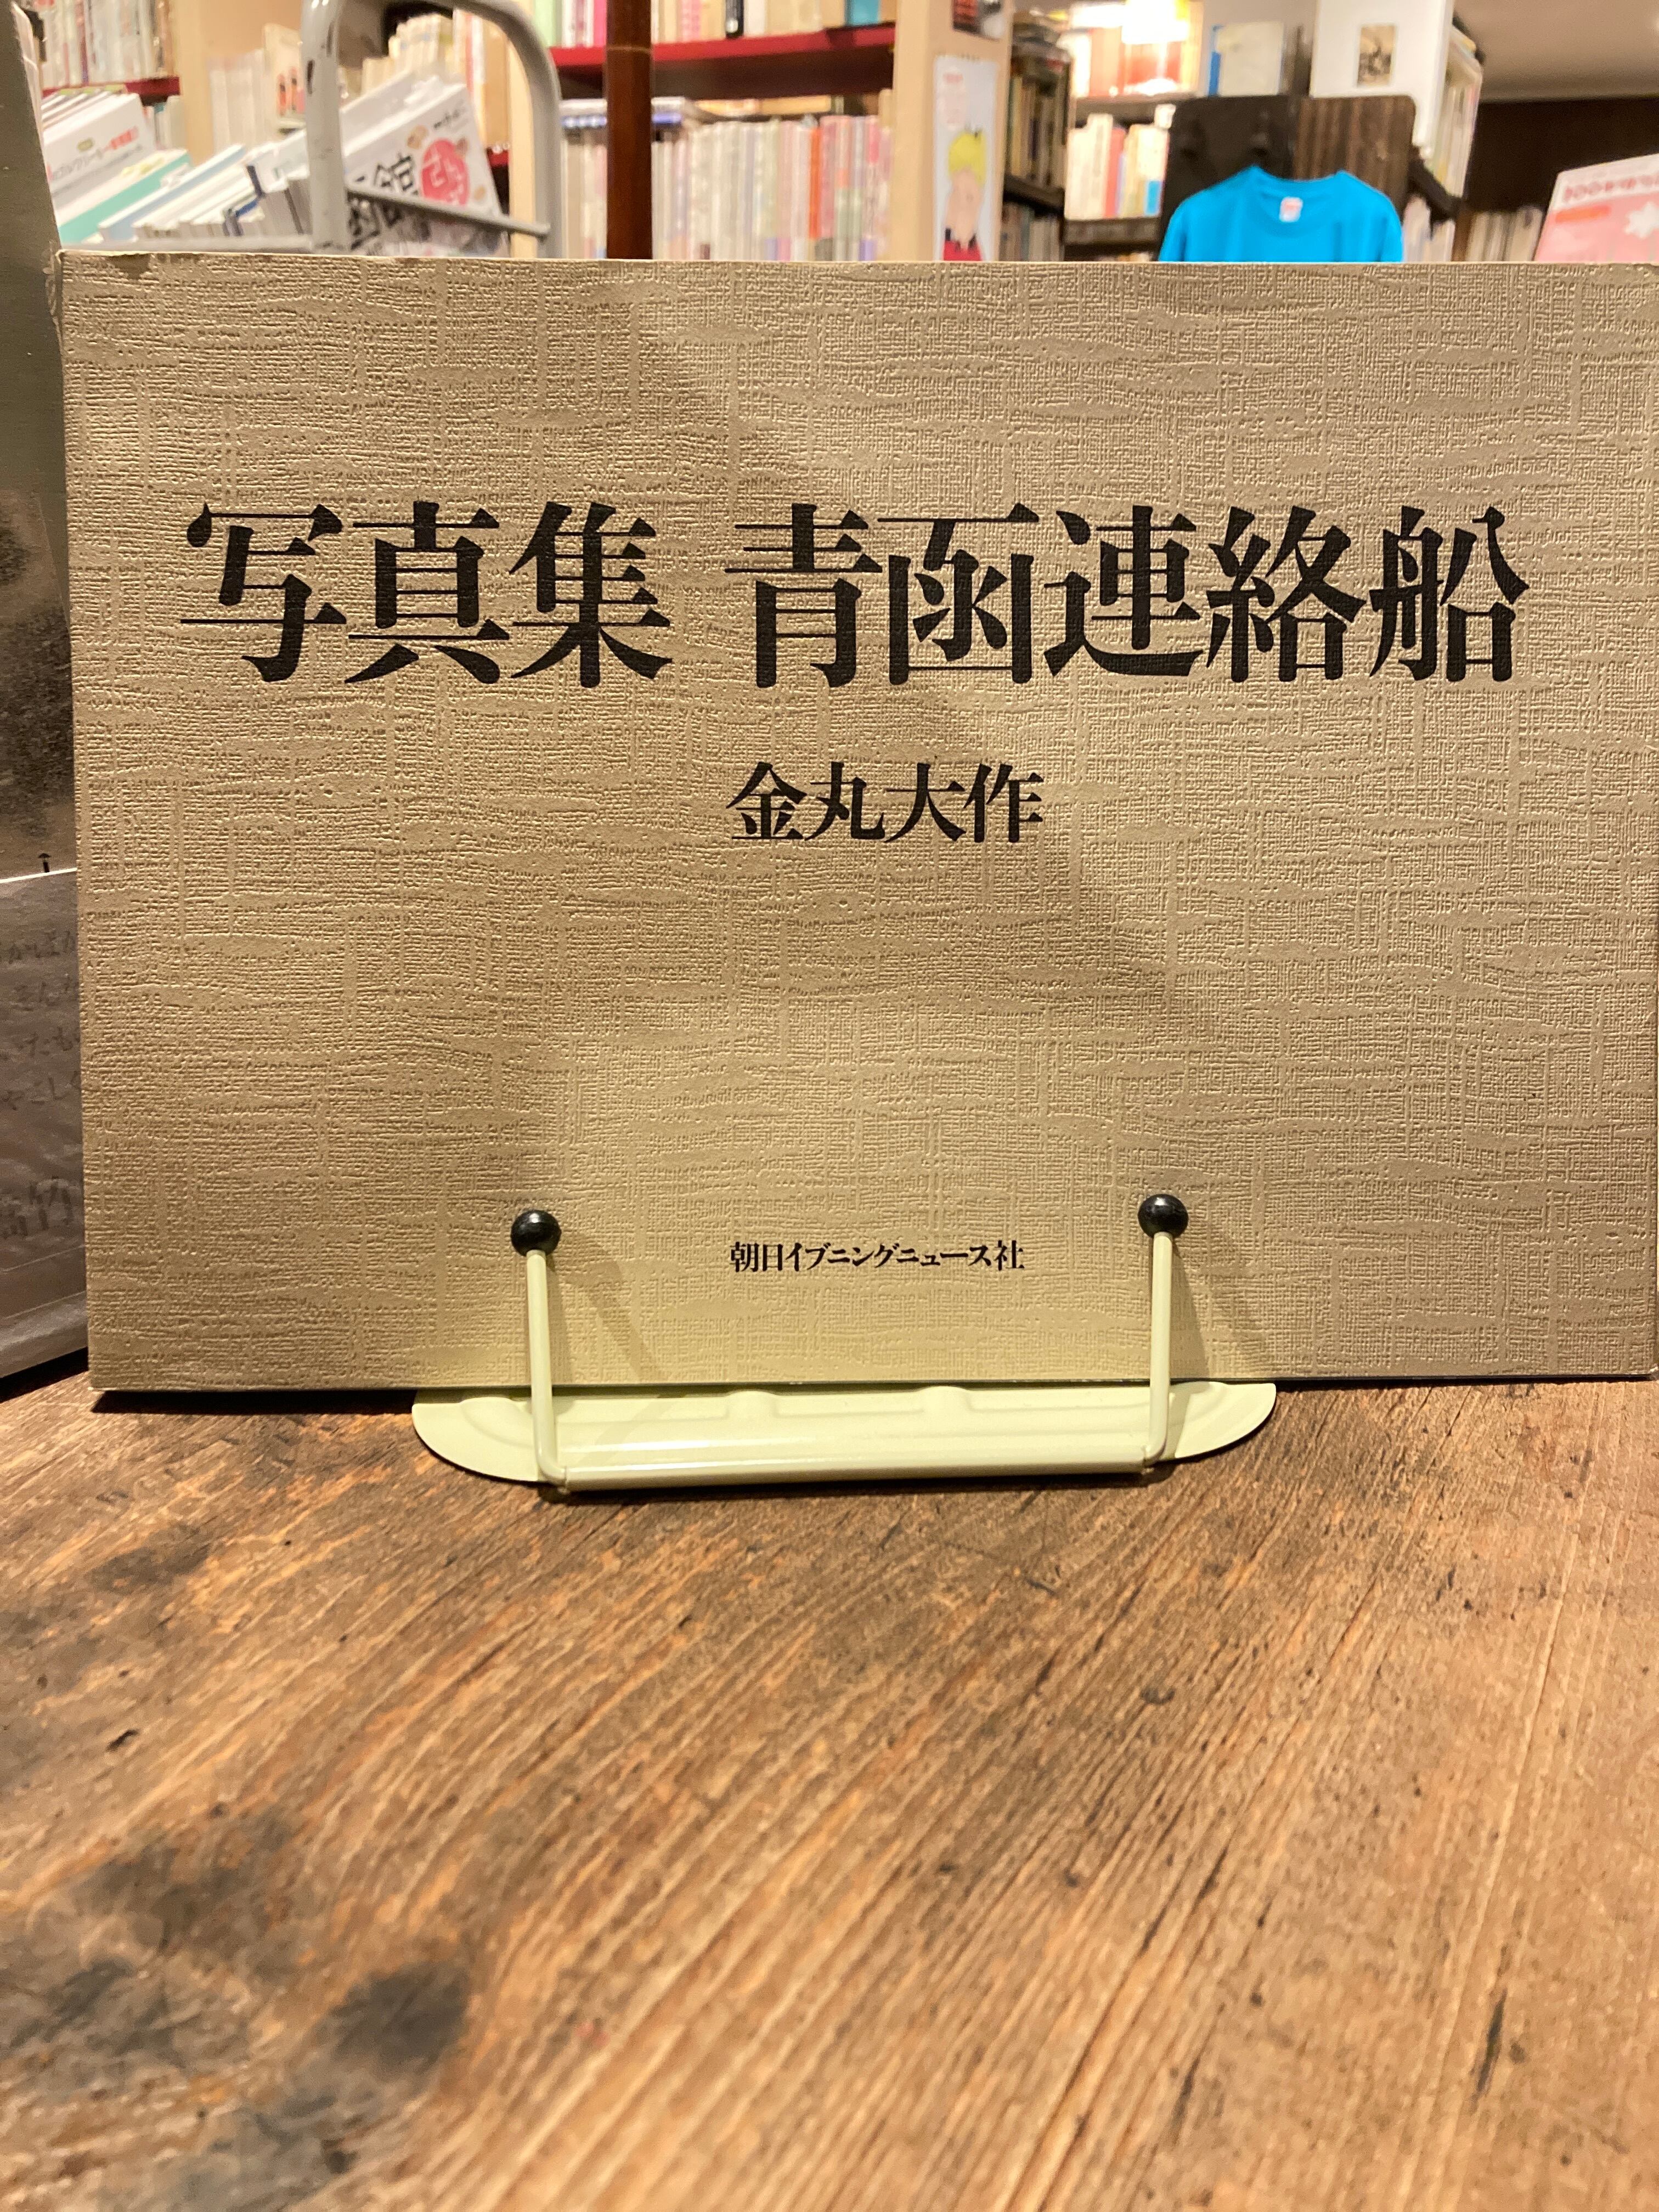 写真集 青函連絡船
金丸大作
朝日イブニングニュース社